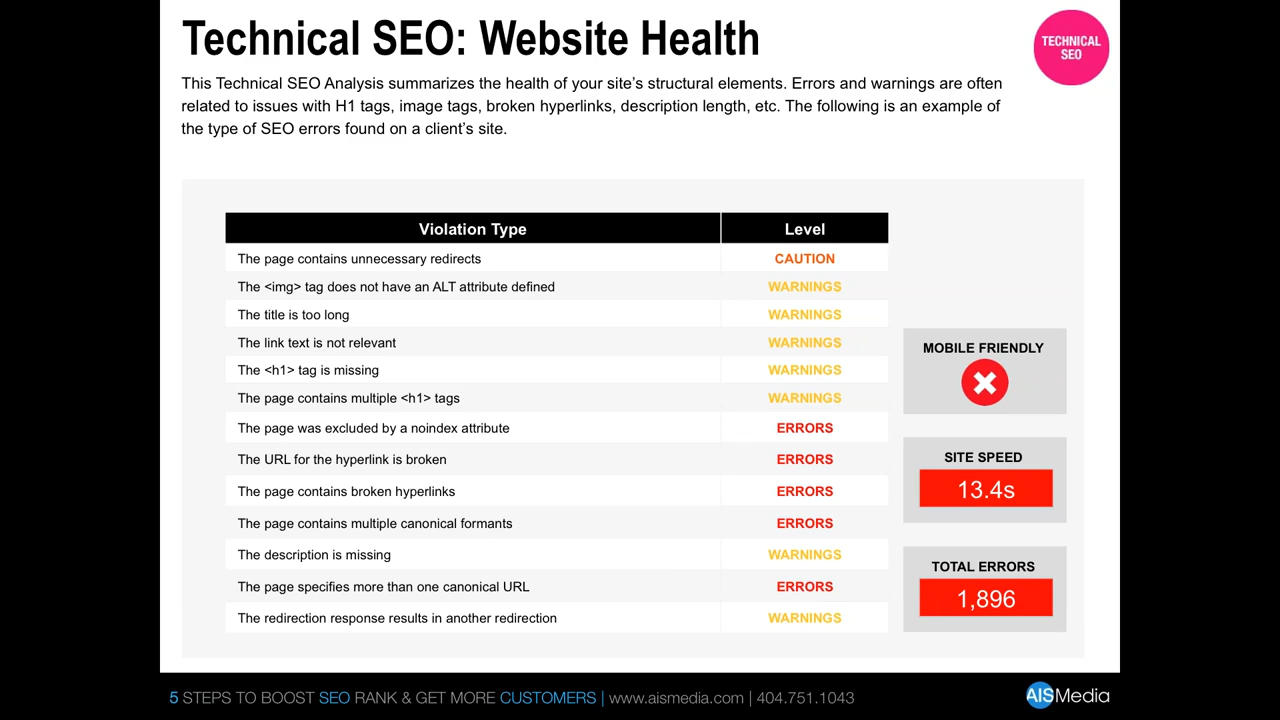 Technical SEO: Website Health
TECHNICAL
SEO
This Technical SEO Analysis summarizes the health of your site's structural elements. Errors and warnings are often
related to issues with H1 tags, image tags, broken hyperlinks, description length, etc. The following is an example of
the type of SEO errors found on a client's site.
Violation Type Level
The page contains unnecessary redirects CAUTION
The <img> tag does not have an ALT attribute defined WARNINGS
The title is too long WARNINGS
The link text is not relevant WARNINGS
The <h1> tag is missing WARNINGS
The page contains multiple <h1> tags WARNINGS
The page was excluded by a noindex attribute ERRORS
The URL for the hyperlink is broken ERRORS
The page contains broken hyperlinks ERRORS
The page contains multiple canonical formants ERRORS
The description is missing WARNINGS
The page specifies more than one canonical URL ERRORS
The redirection response results in another redirection WARNINGS
MOBILE FRIENDLY
SITE SPEED
13.4s
TOTAL ERRORS
1,896
5 STEPS TO BOOST SEO RANK & GET MORE CUSTOMERS | www.aismedia.com | 404.751.1043
AISMedia